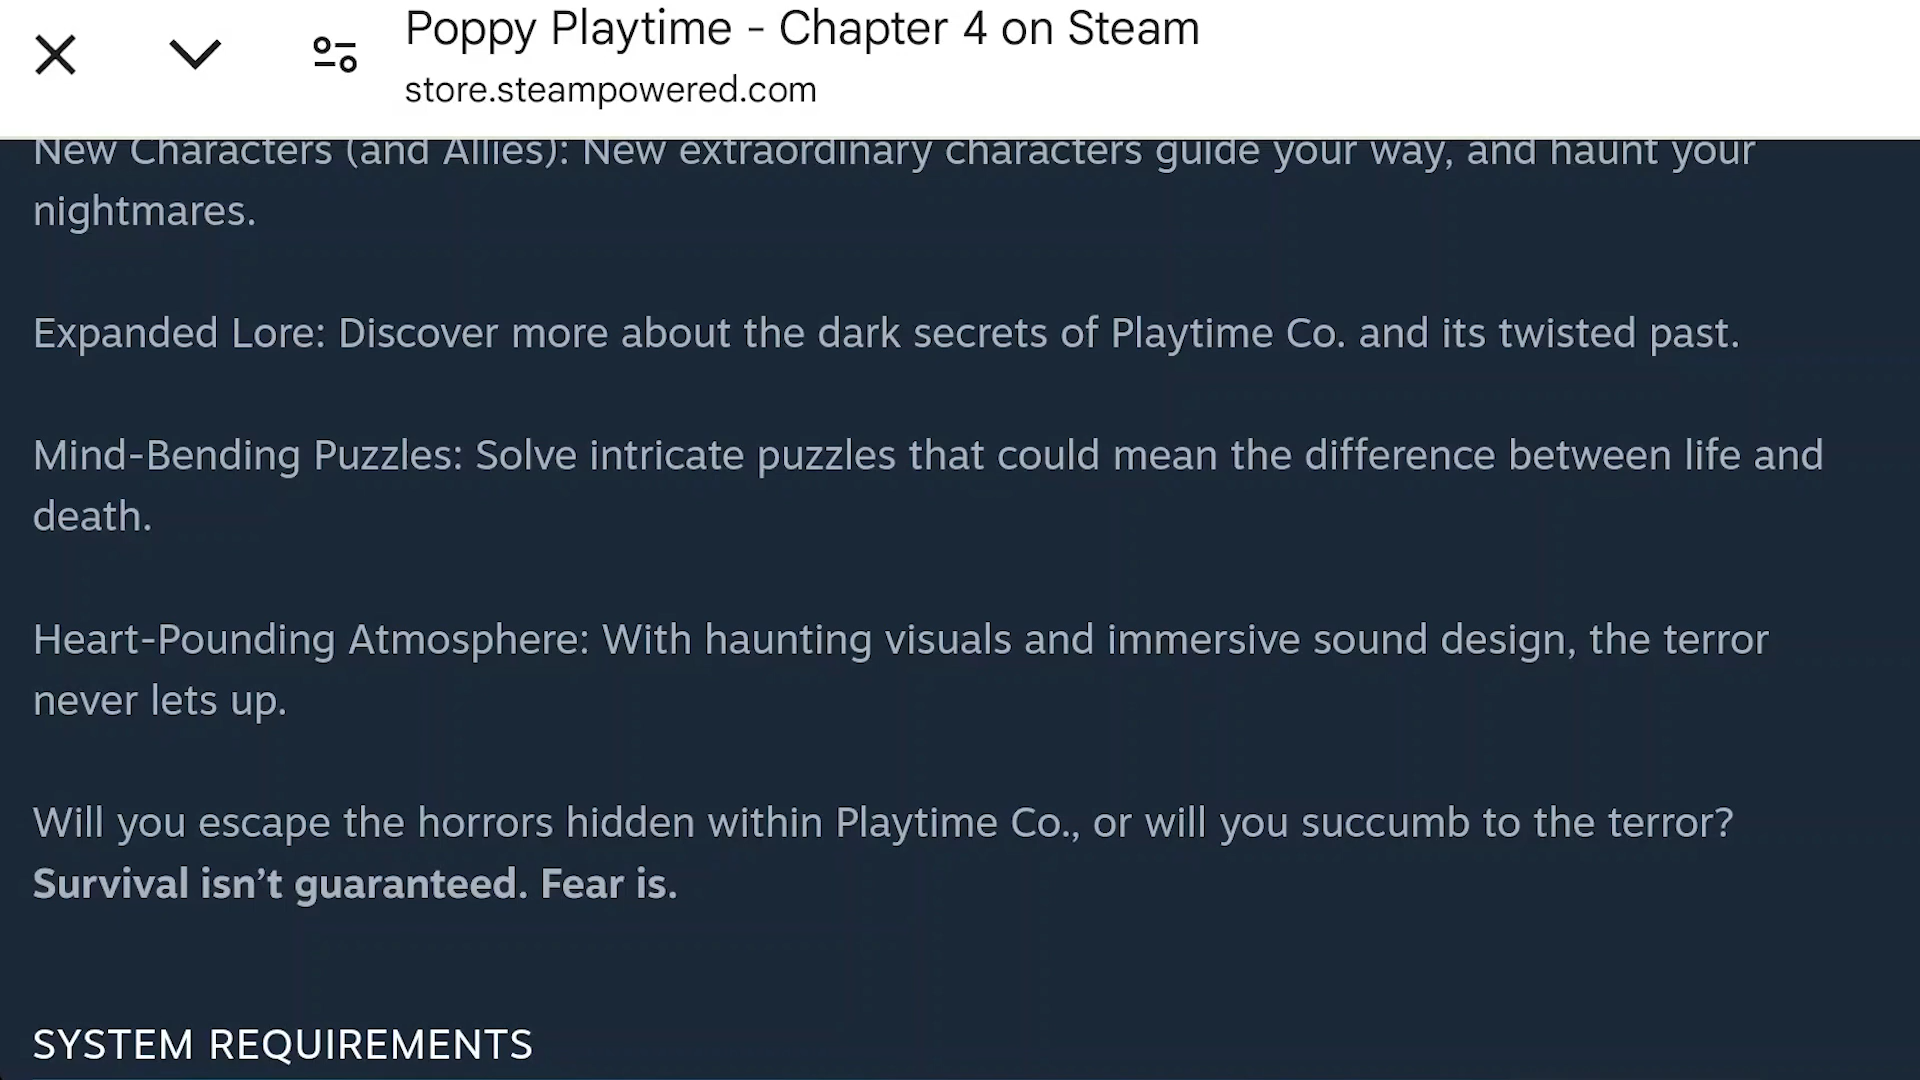 Poppy Playtime - Chapter 4 on Steam
store.steampowered.com
New Characters (and Allies): New extraordinary characters guide your way, and haunt your
nightmares.
Expanded Lore: Discover more about the dark secrets of Playtime Co. and its twisted past.
Mind-Bending Puzzles: Solve intricate puzzles that could mean the difference between life and
death.
Heart-Pounding Atmosphere: With haunting visuals and immersive sound design, the terror
never lets up.
Will you escape the horrors hidden within Playtime Co., or will you succumb to the terror?
Survival isn’t guaranteed. Fear is.
SYSTEM REQUIREMENTS